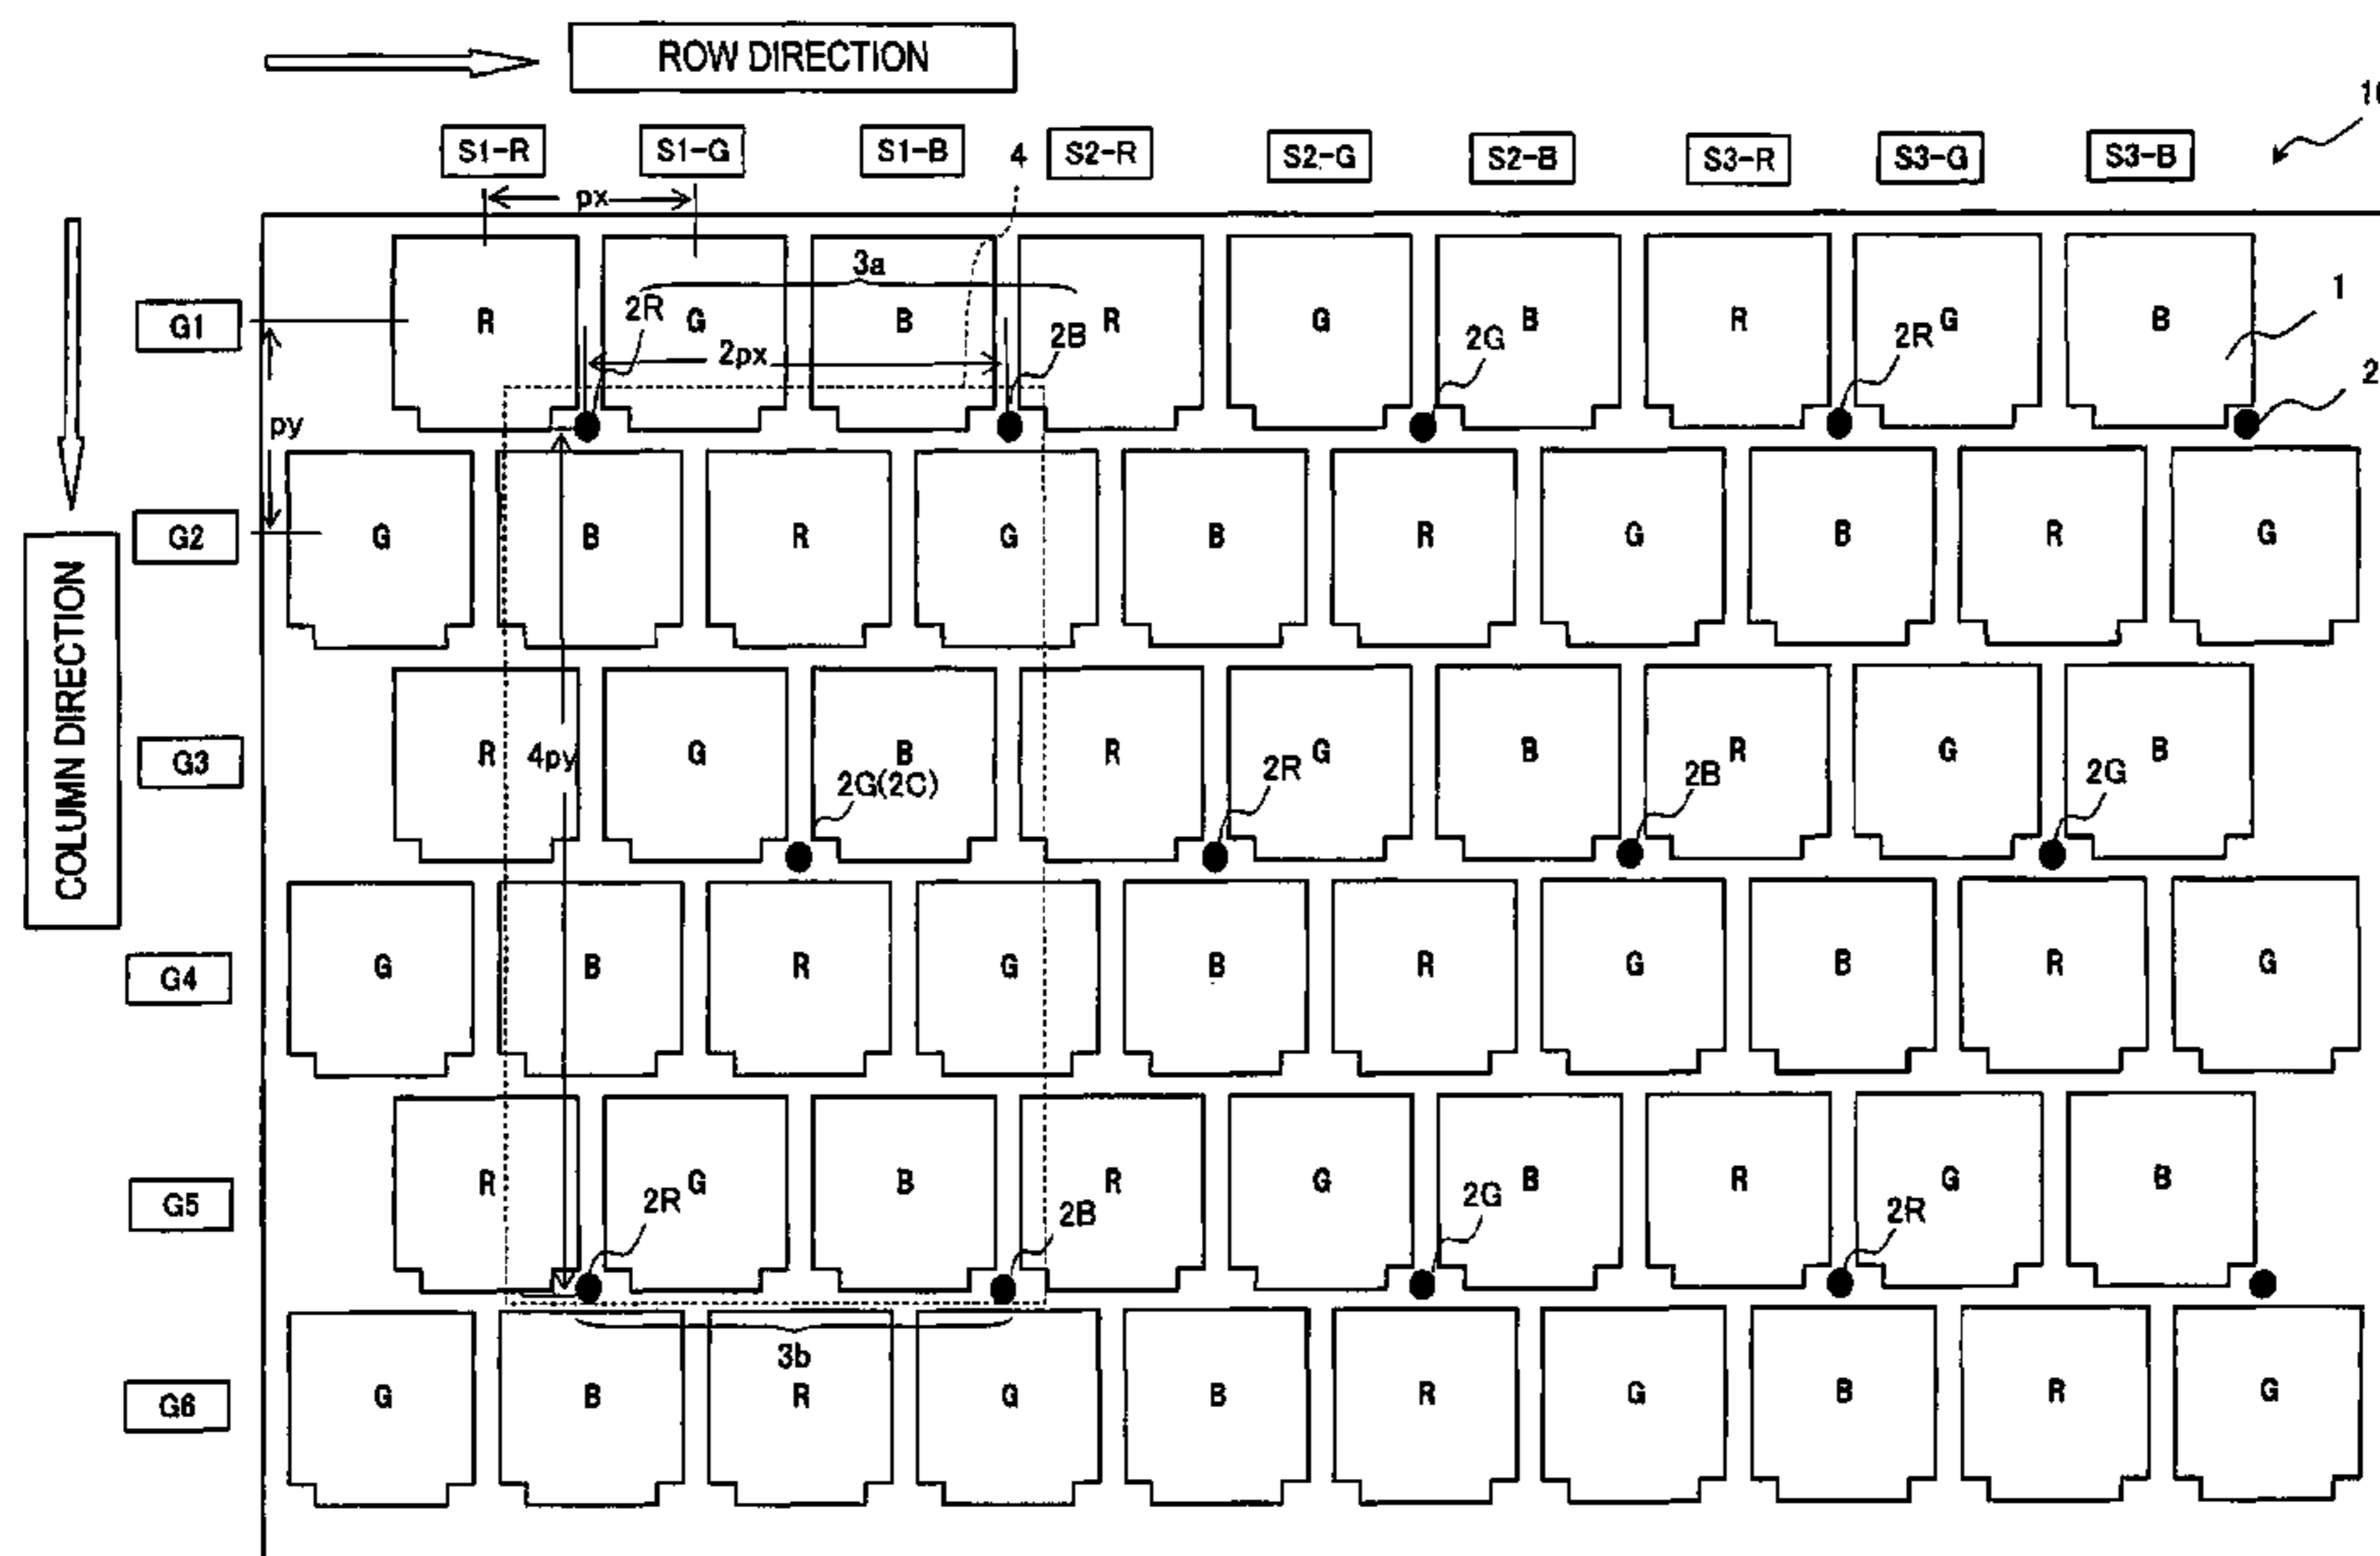 ROW DIRECTION
S1-R S1-G S1-B 4 S2-R S2-G S2-B S3-R S3-G S3-B
px
3a
G1 R 2R G B R G B R 2R G B 1
2px 2B 2G 2
py
G2 G B R G B R G B R G
COLUMN DIRECTION
G3 R 4py G B R G B R G B
2G(2C) 2R 2B 2G
G4 G B R G B R G B R G
G5 R G B R G B R G B
2R 2B 2G 2R
3b
G6 G B R G B R G B R G